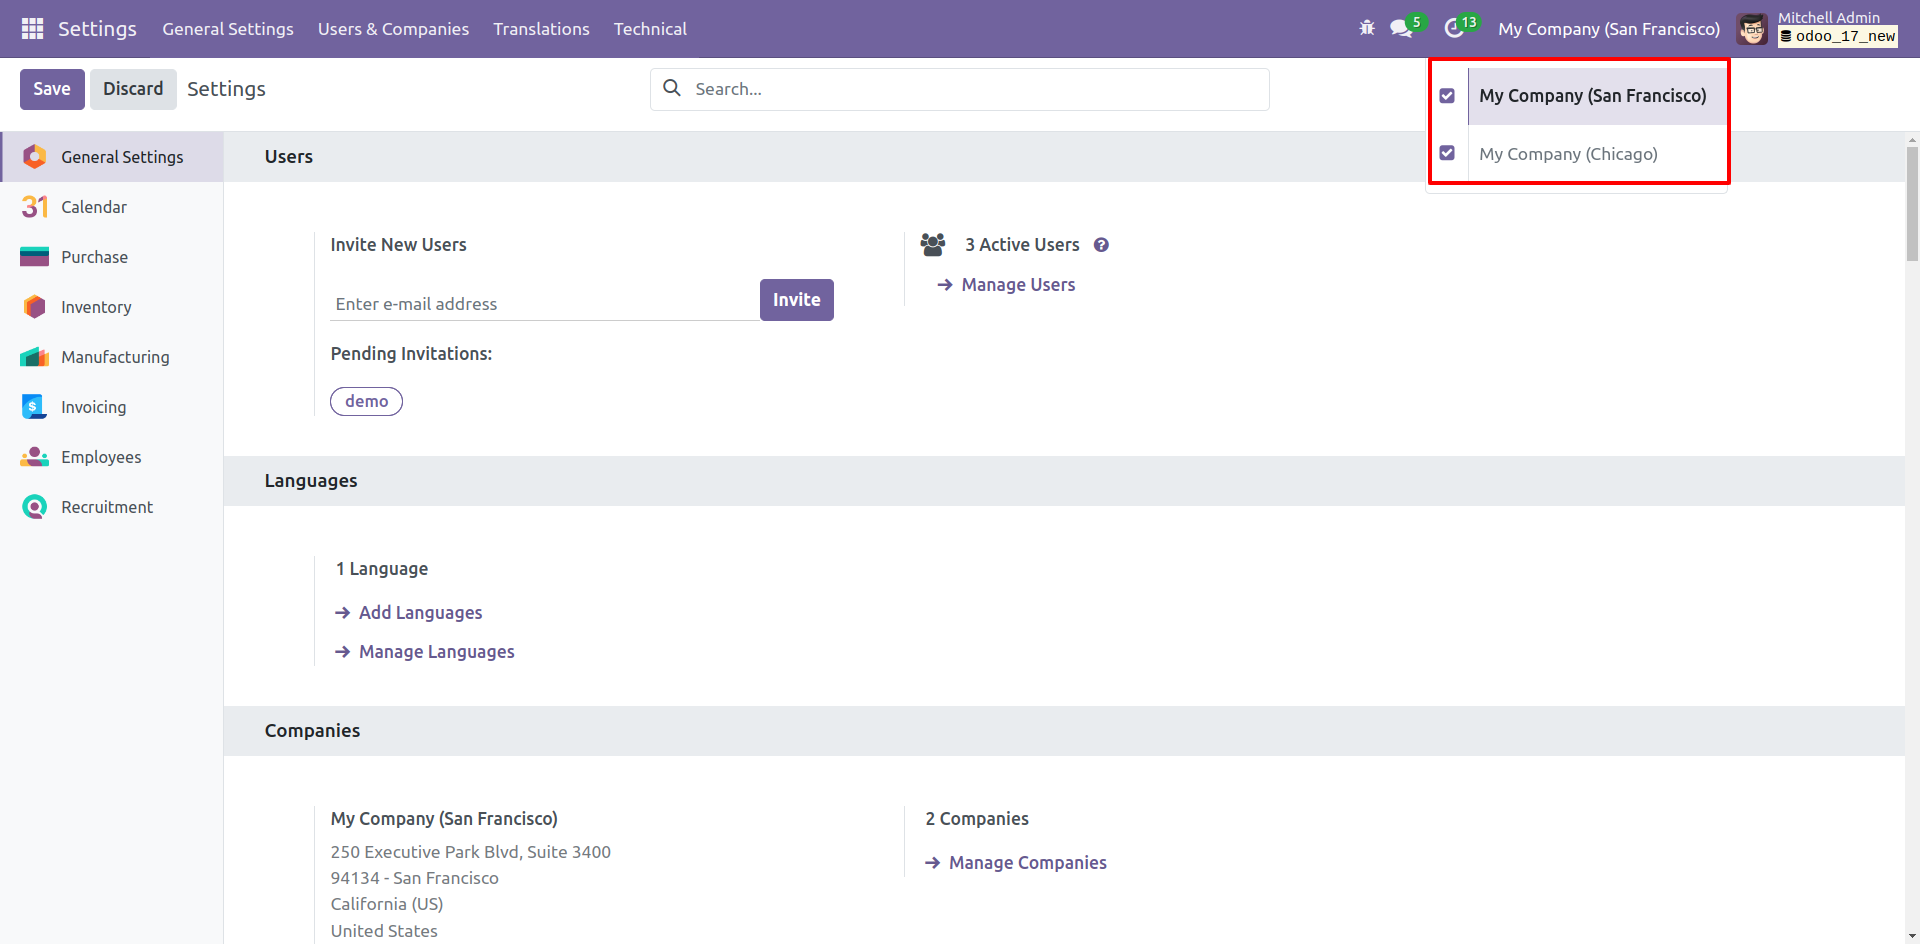 Settings General Settings Users & Companies Translations Technical 5 13 My Company (San Francisco) Mitchell Admin
odoo_17_new
Save Discard Settings Search...
My Company (San Francisco)
My Company (Chicago)
General Settings
31 Calendar
Purchase
Inventory
Manufacturing
$ Invoicing
Employees
Recruitment
Users
Invite New Users
Enter e-mail address Invite
Pending Invitations:
demo
3 Active Users ?
→ Manage Users
Languages
1 Language
→ Add Languages
→ Manage Languages
Companies
My Company (San Francisco)
250 Executive Park Blvd, Suite 3400
94134 - San Francisco
California (US)
United States
2 Companies
→ Manage Companies